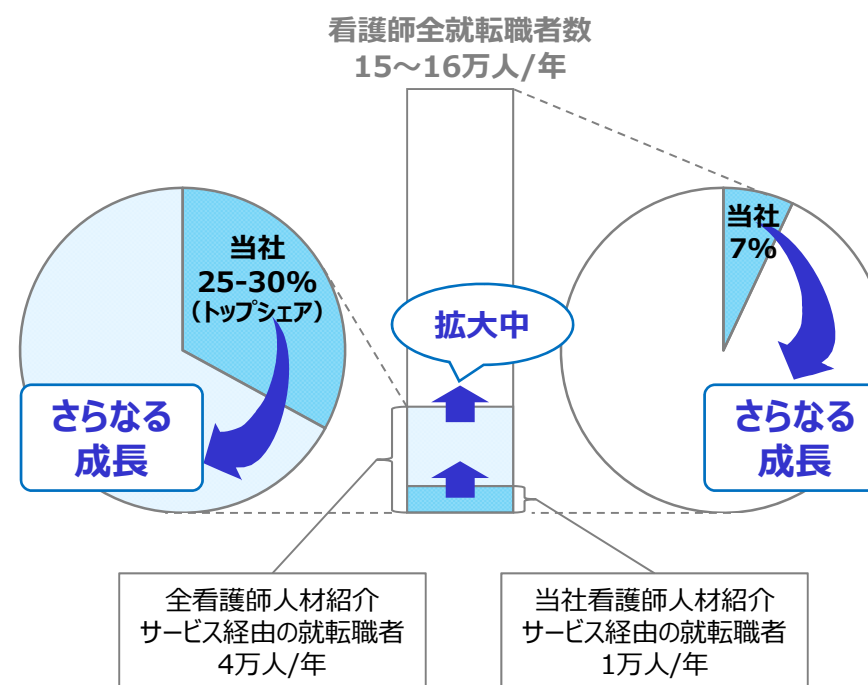 看護師全就転職者数
15～16万人/年
当社
25-30%
（トップシェア）
さらなる
成長
拡大中
当社
7%
さらなる
成長
全看護師人材紹介
サービス経由の就転職者
4万人/年
当社看護師人材紹介
サービス経由の就転職者
1万人/年